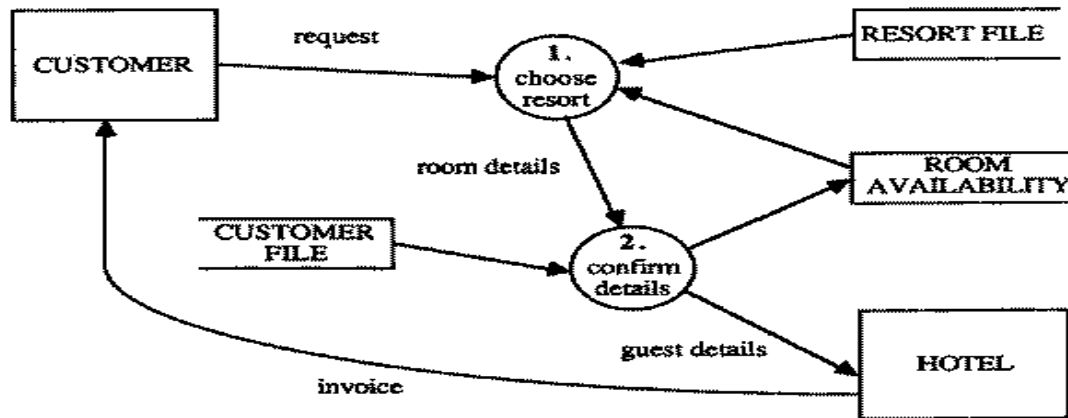 request
RESORT FILE
CUSTOMER
1.
choose
resort
room details
ROOM
AVAILABILITY
CUSTOMER
FILE
2.
confirm
details
guest details
HOTEL
invoice